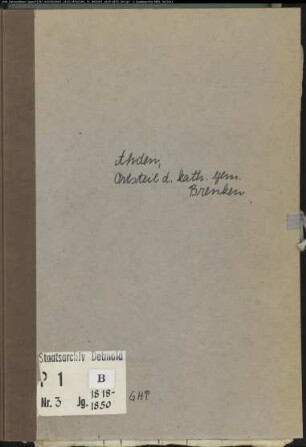 Ahden,
Ortsteil d. kath. Gem.
Brenken
Staatsarchiv Detmold
P 1
B
Nr. 3 Jg. 1818-
1850
GHP